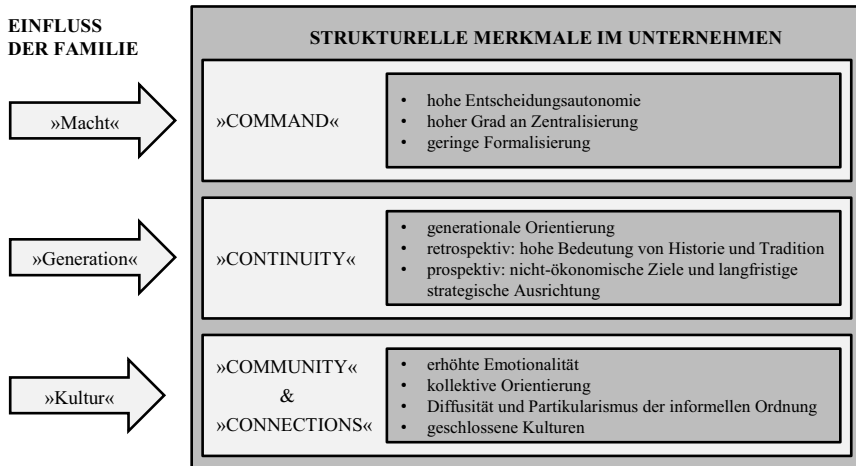 EINFLUSS
DER FAMILIE
STRUKTURELLE MERKMALE IM UNTERNEHMEN
»Macht«
»COMMAND«
• hohe Entscheidungsautonomie
• hoher Grad an Zentralisierung
• geringe Formalisierung
»Generation«
»CONTINUITY«
• generationale Orientierung
• retrospektiv: hohe Bedeutung von Historie und Tradition
• prospektiv: nicht-ökonomische Ziele und langfristige
strategische Ausrichtung
»Kultur«
»COMMUNITY«
&
»CONNECTIONS«
• erhöhte Emotionalität
• kollektive Orientierung
• Diffusität und Partikularismus der informellen Ordnung
• geschlossene Kulturen